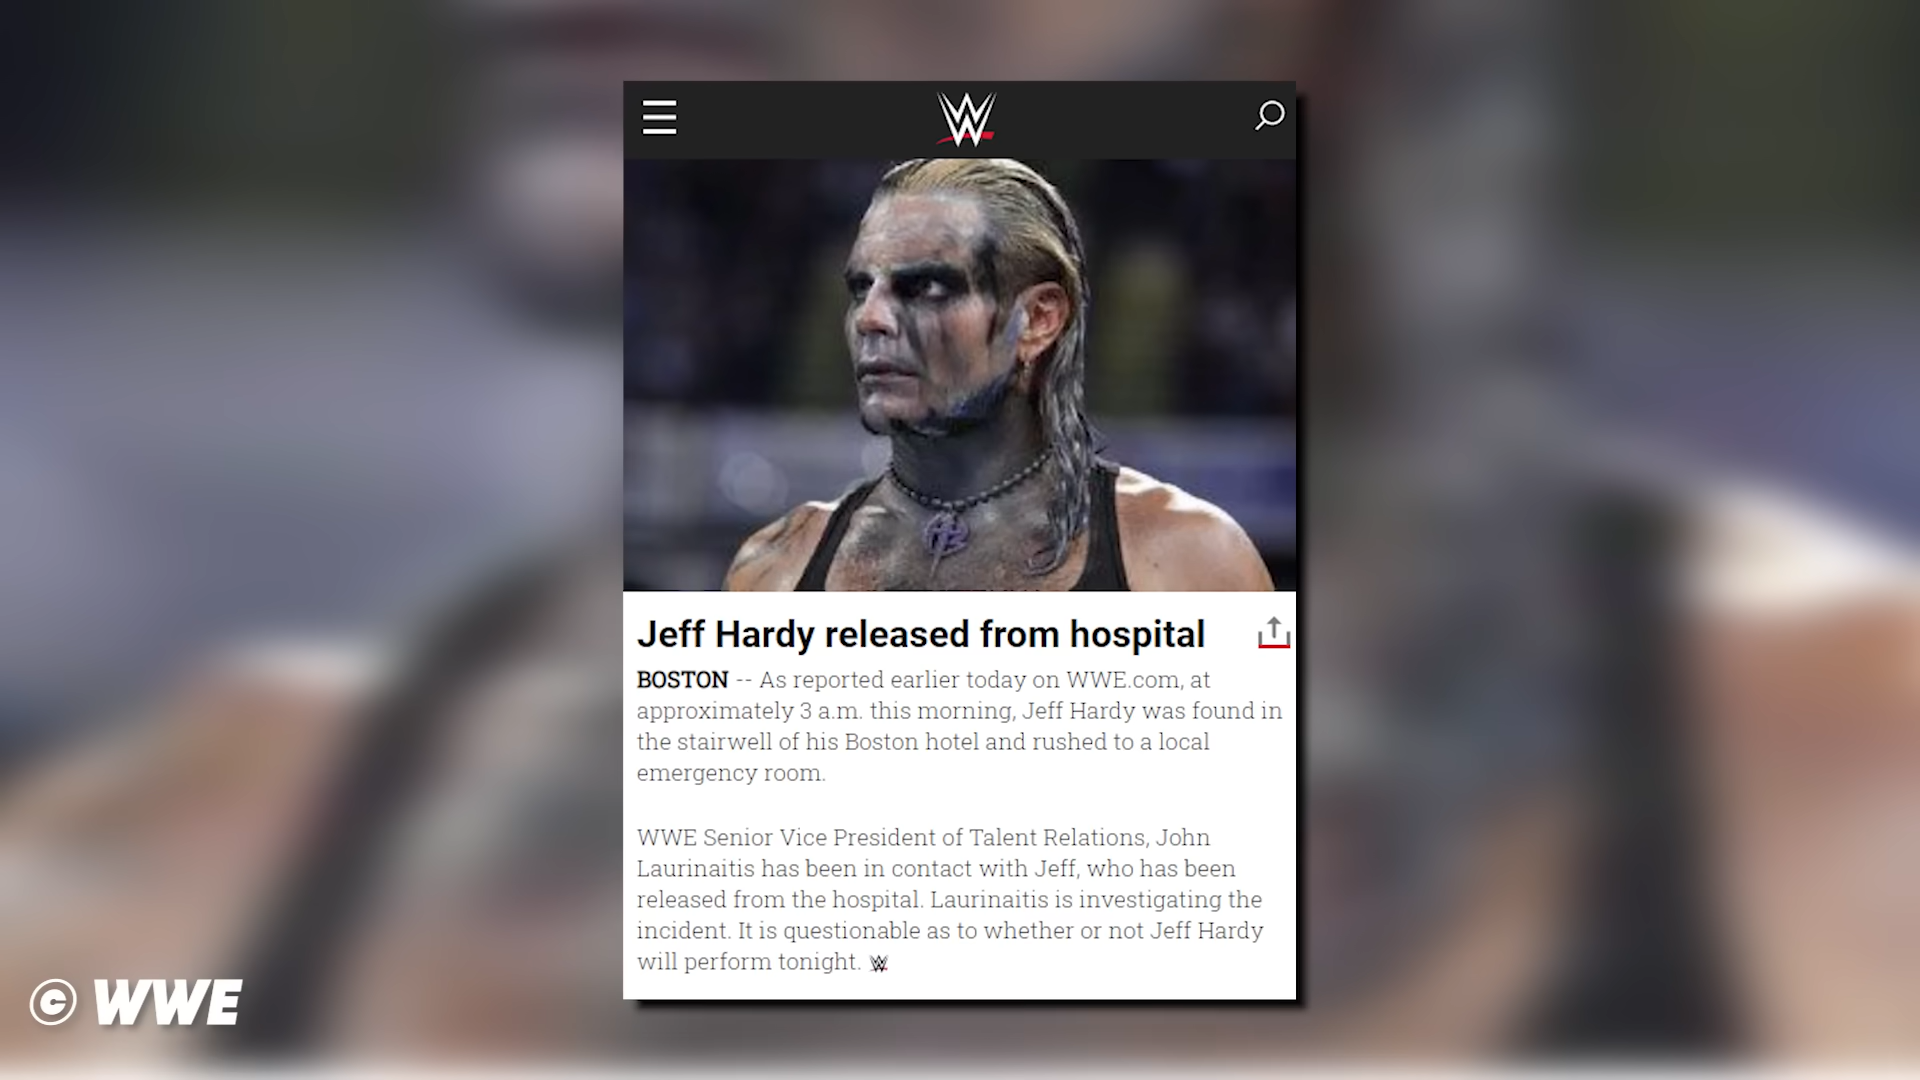 Jeff Hardy released from hospital
BOSTON -- As reported earlier today on WWE.com, at
approximately 3 a.m. this morning, Jeff Hardy was found in
the stairwell of his Boston hotel and rushed to a local
emergency room.
WWE Senior Vice President of Talent Relations, John
Laurinaitis has been in contact with Jeff, who has been
released from the hospital. Laurinaitis is investigating the
incident. It is questionable as to whether or not Jeff Hardy
will perform tonight.
© WWE